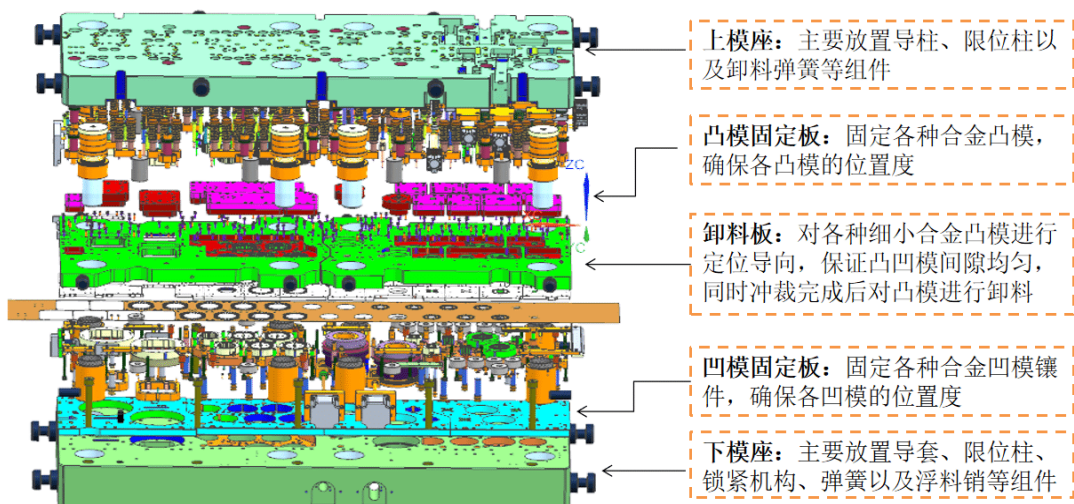 上模座：主要放置导柱、限位柱以
及卸料弹簧等组件
凸模固定板：固定各种合金凸模，
确保各凸模的位置度
ZC
YC
卸料板：对各种细小合金凸模进行
定位导向，保证凸凹模间隙均匀，
同时冲裁完成后对凸模进行卸料
凹模固定板：固定各种合金凹模镶
件，确保各凹模的位置度
下模座：主要放置导套、限位柱、
锁紧机构、弹簧以及浮料销等组件